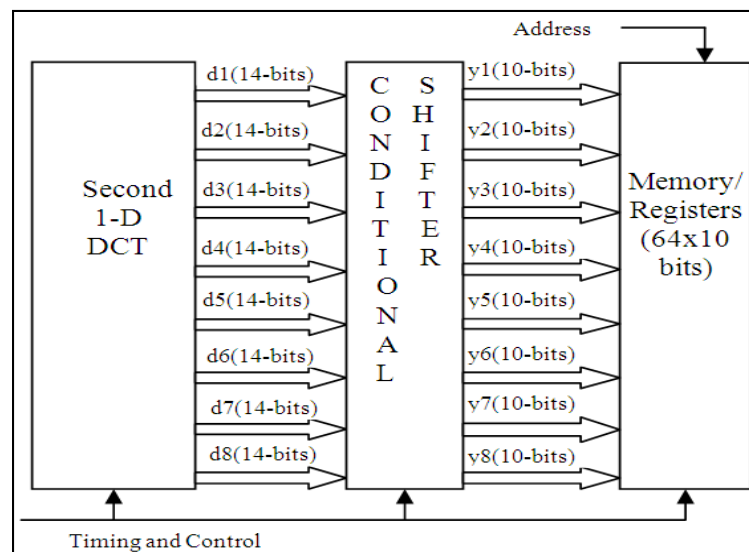 Address
d1(14-bits)
d2(14-bits)
d3(14-bits)
d4(14-bits)
d5(14-bits)
d6(14-bits)
d7(14-bits)
d8(14-bits)
Second
1-D
DCT
CONDITIONAL
SHIFTER
y1(10-bits)
y2(10-bits)
y3(10-bits)
y4(10-bits)
y5(10-bits)
y6(10-bits)
y7(10-bits)
y8(10-bits)
Memory/
Registers
(64x10
bits)
Timing and Control